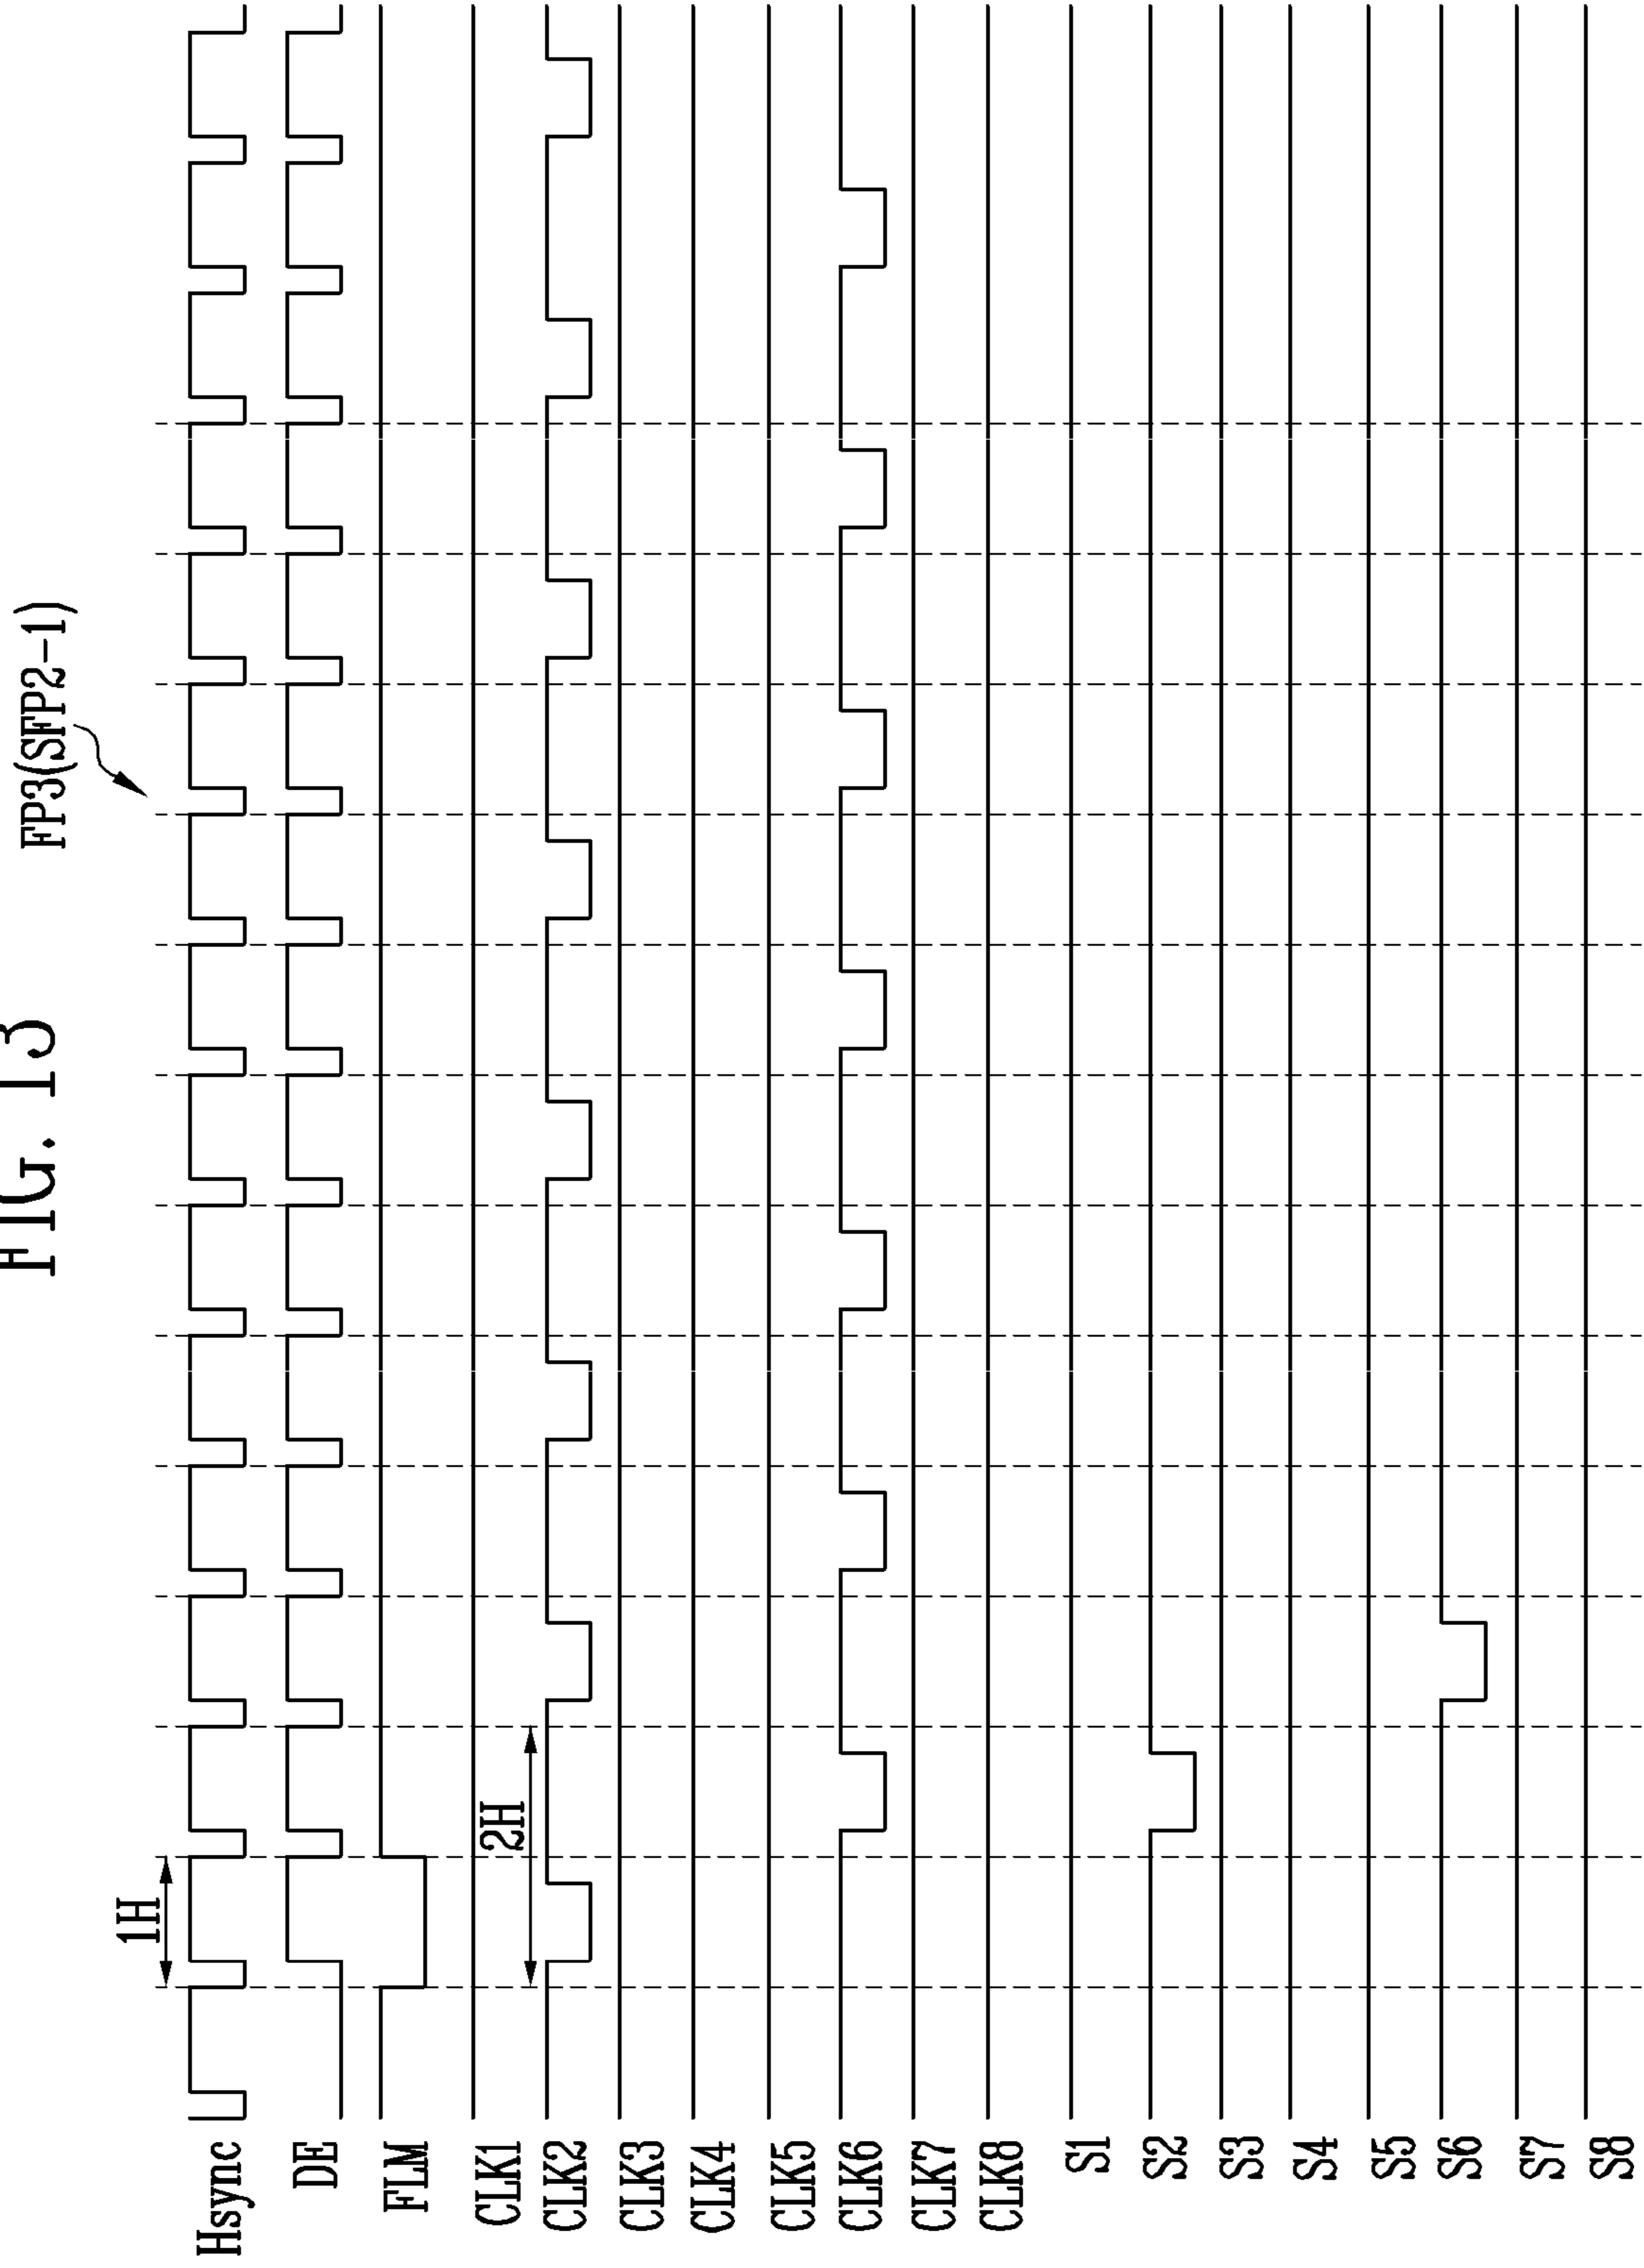 FIG. 13
FP3(SFP2-1)
1H
Hsync
DE
FLM
CLK1
2H
CLK2
CLK3
CLK4
CLK5
CLK6
CLK7
CLK8
S1
S2
S3
S4
S5
S6
S7
S8